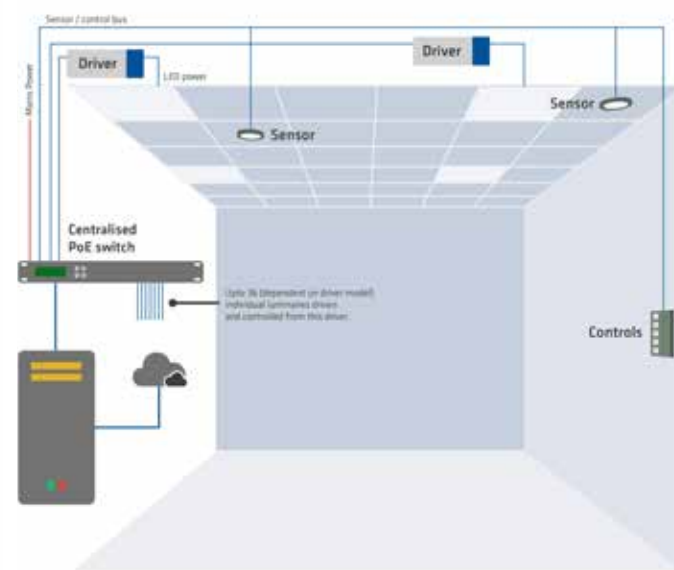 Sensor / control bus
Mains Power
Driver
LED power
Driver
Sensor
Sensor
Centralised
PoE switch
Upto 36 (dependent on driver model)
individual luminaires driven
and controlled from this driver.
Controls